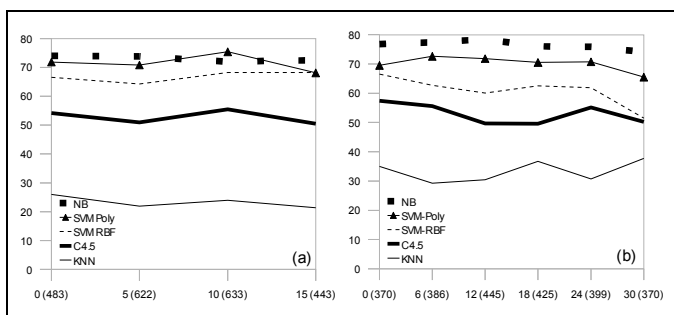 80
70
60
50
40
30
20
10
0
NB
SVM Poly
SVM RBF
C4.5
KNN
(a)
0 (483) 5 (622) 10 (633) 15 (443)
80
70
60
50
40
30
20
10
0
NB
SVM-Poly
SVM-RBF
C4.5
KNN
(b)
0 (370) 6 (386) 12 (445) 18 (425) 24 (399) 30 (370)